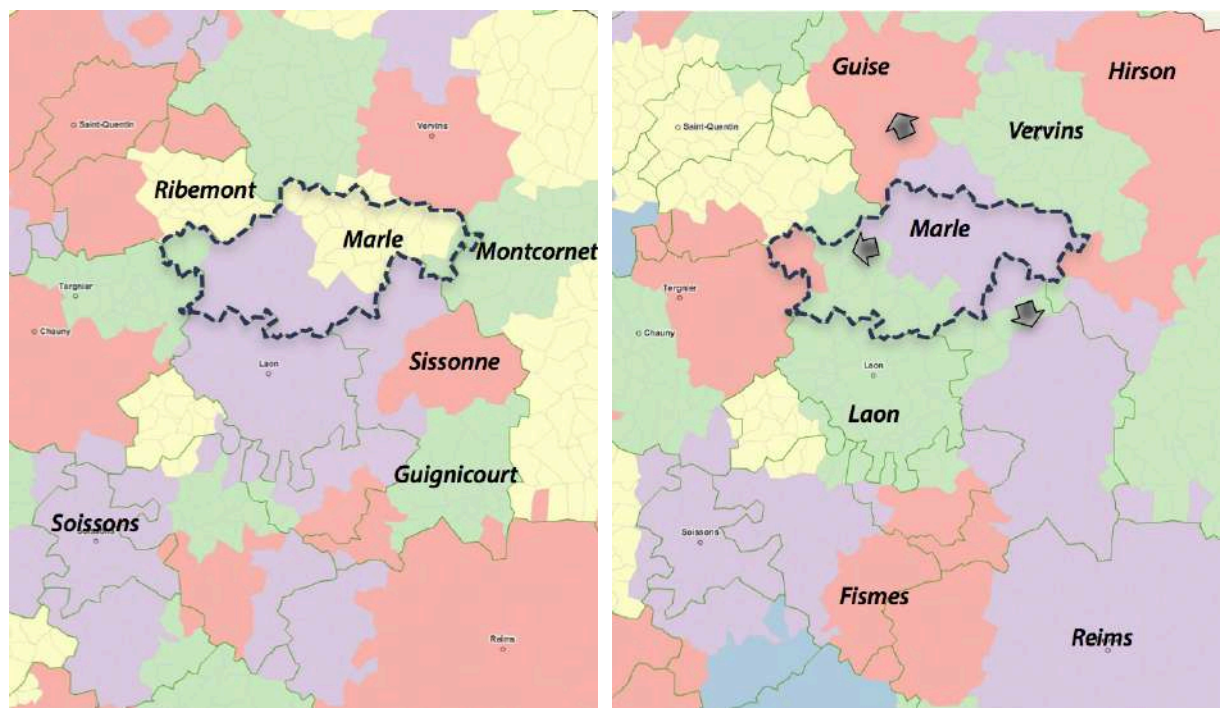 Saint-Quentin
Vervins
Ribemont
Marle
Montcornet
Tergnier
Chauny
Laon
Sissonne
Guignicourt
Soissons
Reims
Guise
Hirson
Saint-Quentin
Vervins
Marle
Tergnier
Chauny
Laon
Laon
Soissons
Fismes
Reims